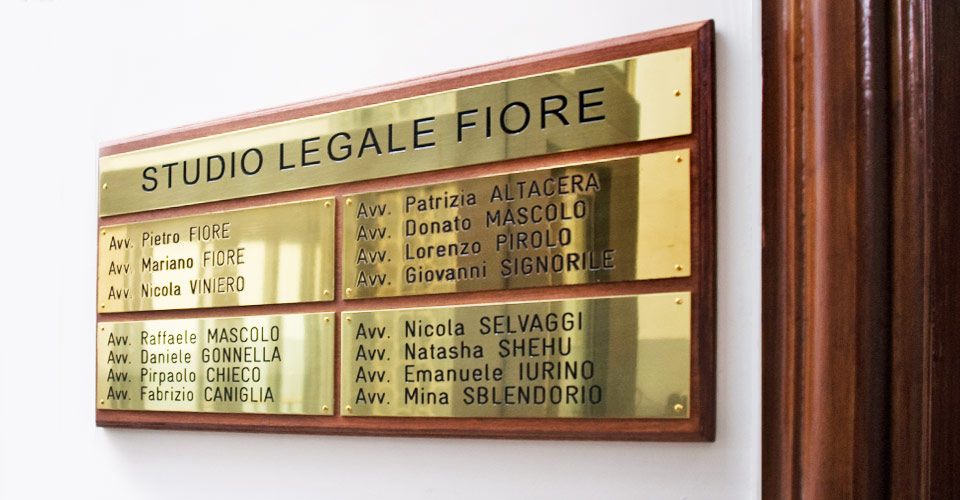 STUDIO LEGALE FIORE
Avv. Pietro FIORE
Avv. Mariano FIORE
Avv. Nicola VINIERO
Avv. Patrizia ALTACERA
Avv. Donato MASCOLO
Avv. Lorenzo PIROLO
Avv. Giovanni SIGNORILE
Avv. Raffaele MASCOLO
Avv. Daniele GONNELLA
Avv. Pirpaolo CHIECO
Avv. Fabrizio CANIGLIA
Avv. Nicola SELVAGGI
Avv. Natasha SHEHU
Avv. Emanuele IURINO
Avv. Mina SBLENDORIO